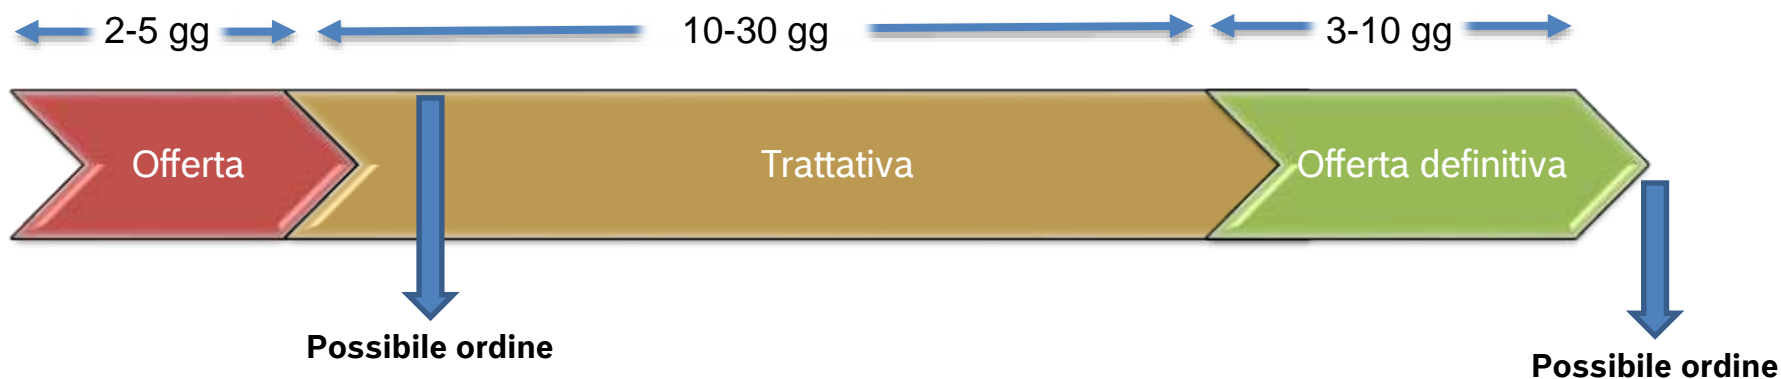 2-5 gg
10-30 gg
3-10 gg
Offerta
Trattativa
Offerta definitiva
Possibile ordine
Possibile ordine